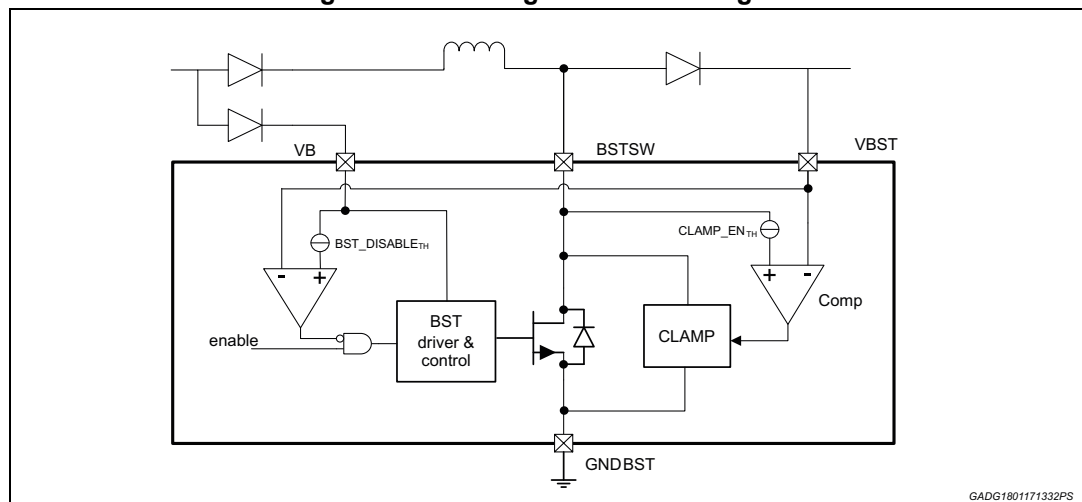 VB
BSTSW
VBST
BST_DISABLETH
CLAMP_ENTH
- +
+ -
Comp
enable
BST
driver &
control
CLAMP
GNDBST
GADG1801171332PS